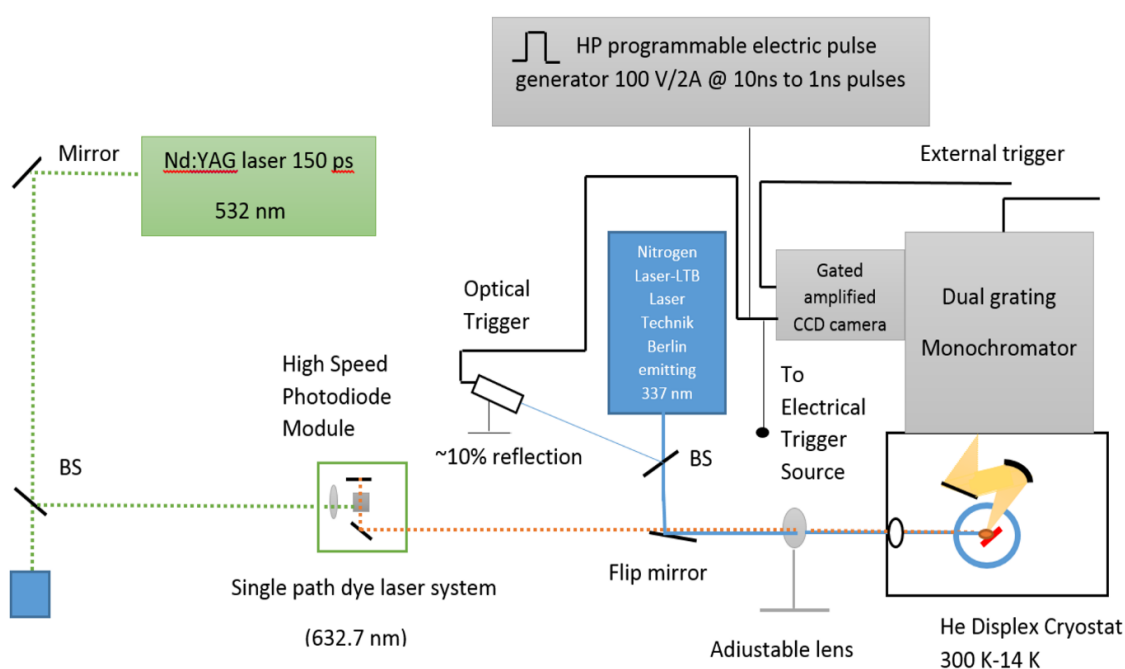 HP programmable electric pulse
generator 100 V/2A @ 10ns to 1ns pulses
Mirror
Nd:YAG laser 150 ps
532 nm
External trigger
Nitrogen
Laser-LTB
Laser
Technik
Berlin
emitting
337 nm
Gated
amplified
CCD camera
Dual grating
Monochromator
Optical
Trigger
High Speed
Photodiode
Module
To
Electrical
Trigger
Source
~10% reflection
BS
BS
Flip mirror
Single path dye laser system
(632.7 nm)
Adiustable lens
He Displex Cryostat
300 K-14 K